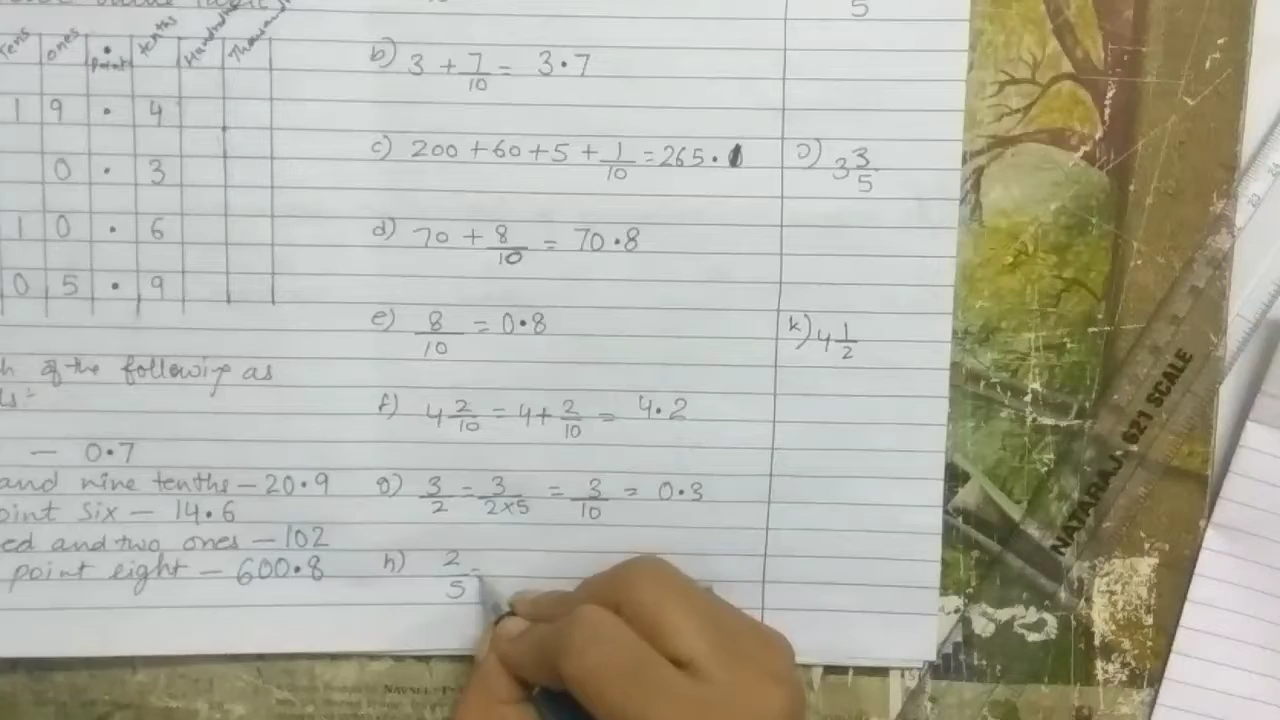 Tens ones • Point tenths
1 9 • 4
0 • 3
1 0 • 6
0 5 • 9
of the followig as
— 0.7
and nine tenths — 20.9
oint six — 14.6
ed and two ones — 102
point eight — 600.8
b) 3 + 7/10 = 3.7
c) 200 + 60 + 5 + 1/10 = 265.1
d) 70 + 8/10 = 70.8
e) 8/10 = 0.8
f) 4 2/10 = 4 + 2/10 = 4.2
g) 3/2 = 3/2×5 = 3/10 = 0.3
h) 2/5 =
5
J) 3 3/5
k) 4 1/2
NATARAJ 621 SCALE